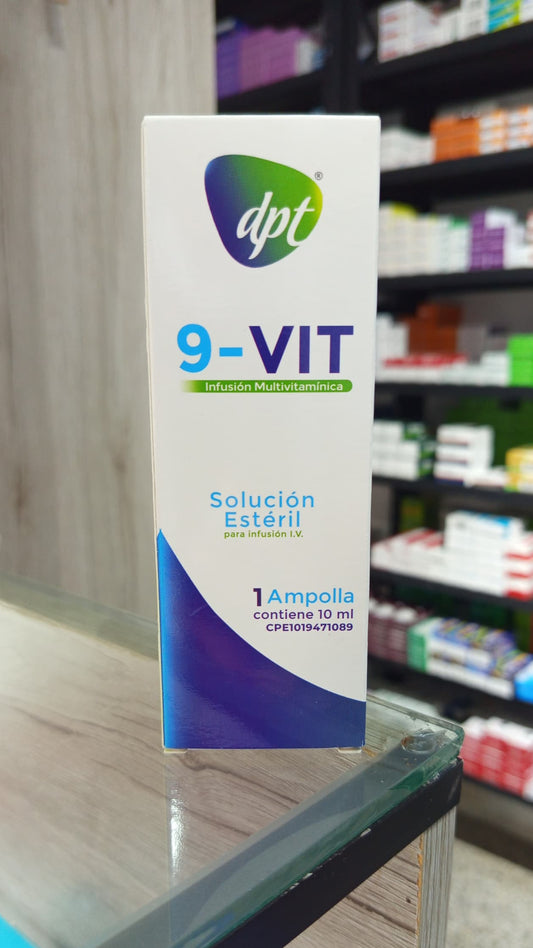 dpt®
9-VIT
Infusión Multivitamínica
Solución
Estéril
para infusión I.V.
1 Ampolla
contiene 10 ml
CPE1019471089